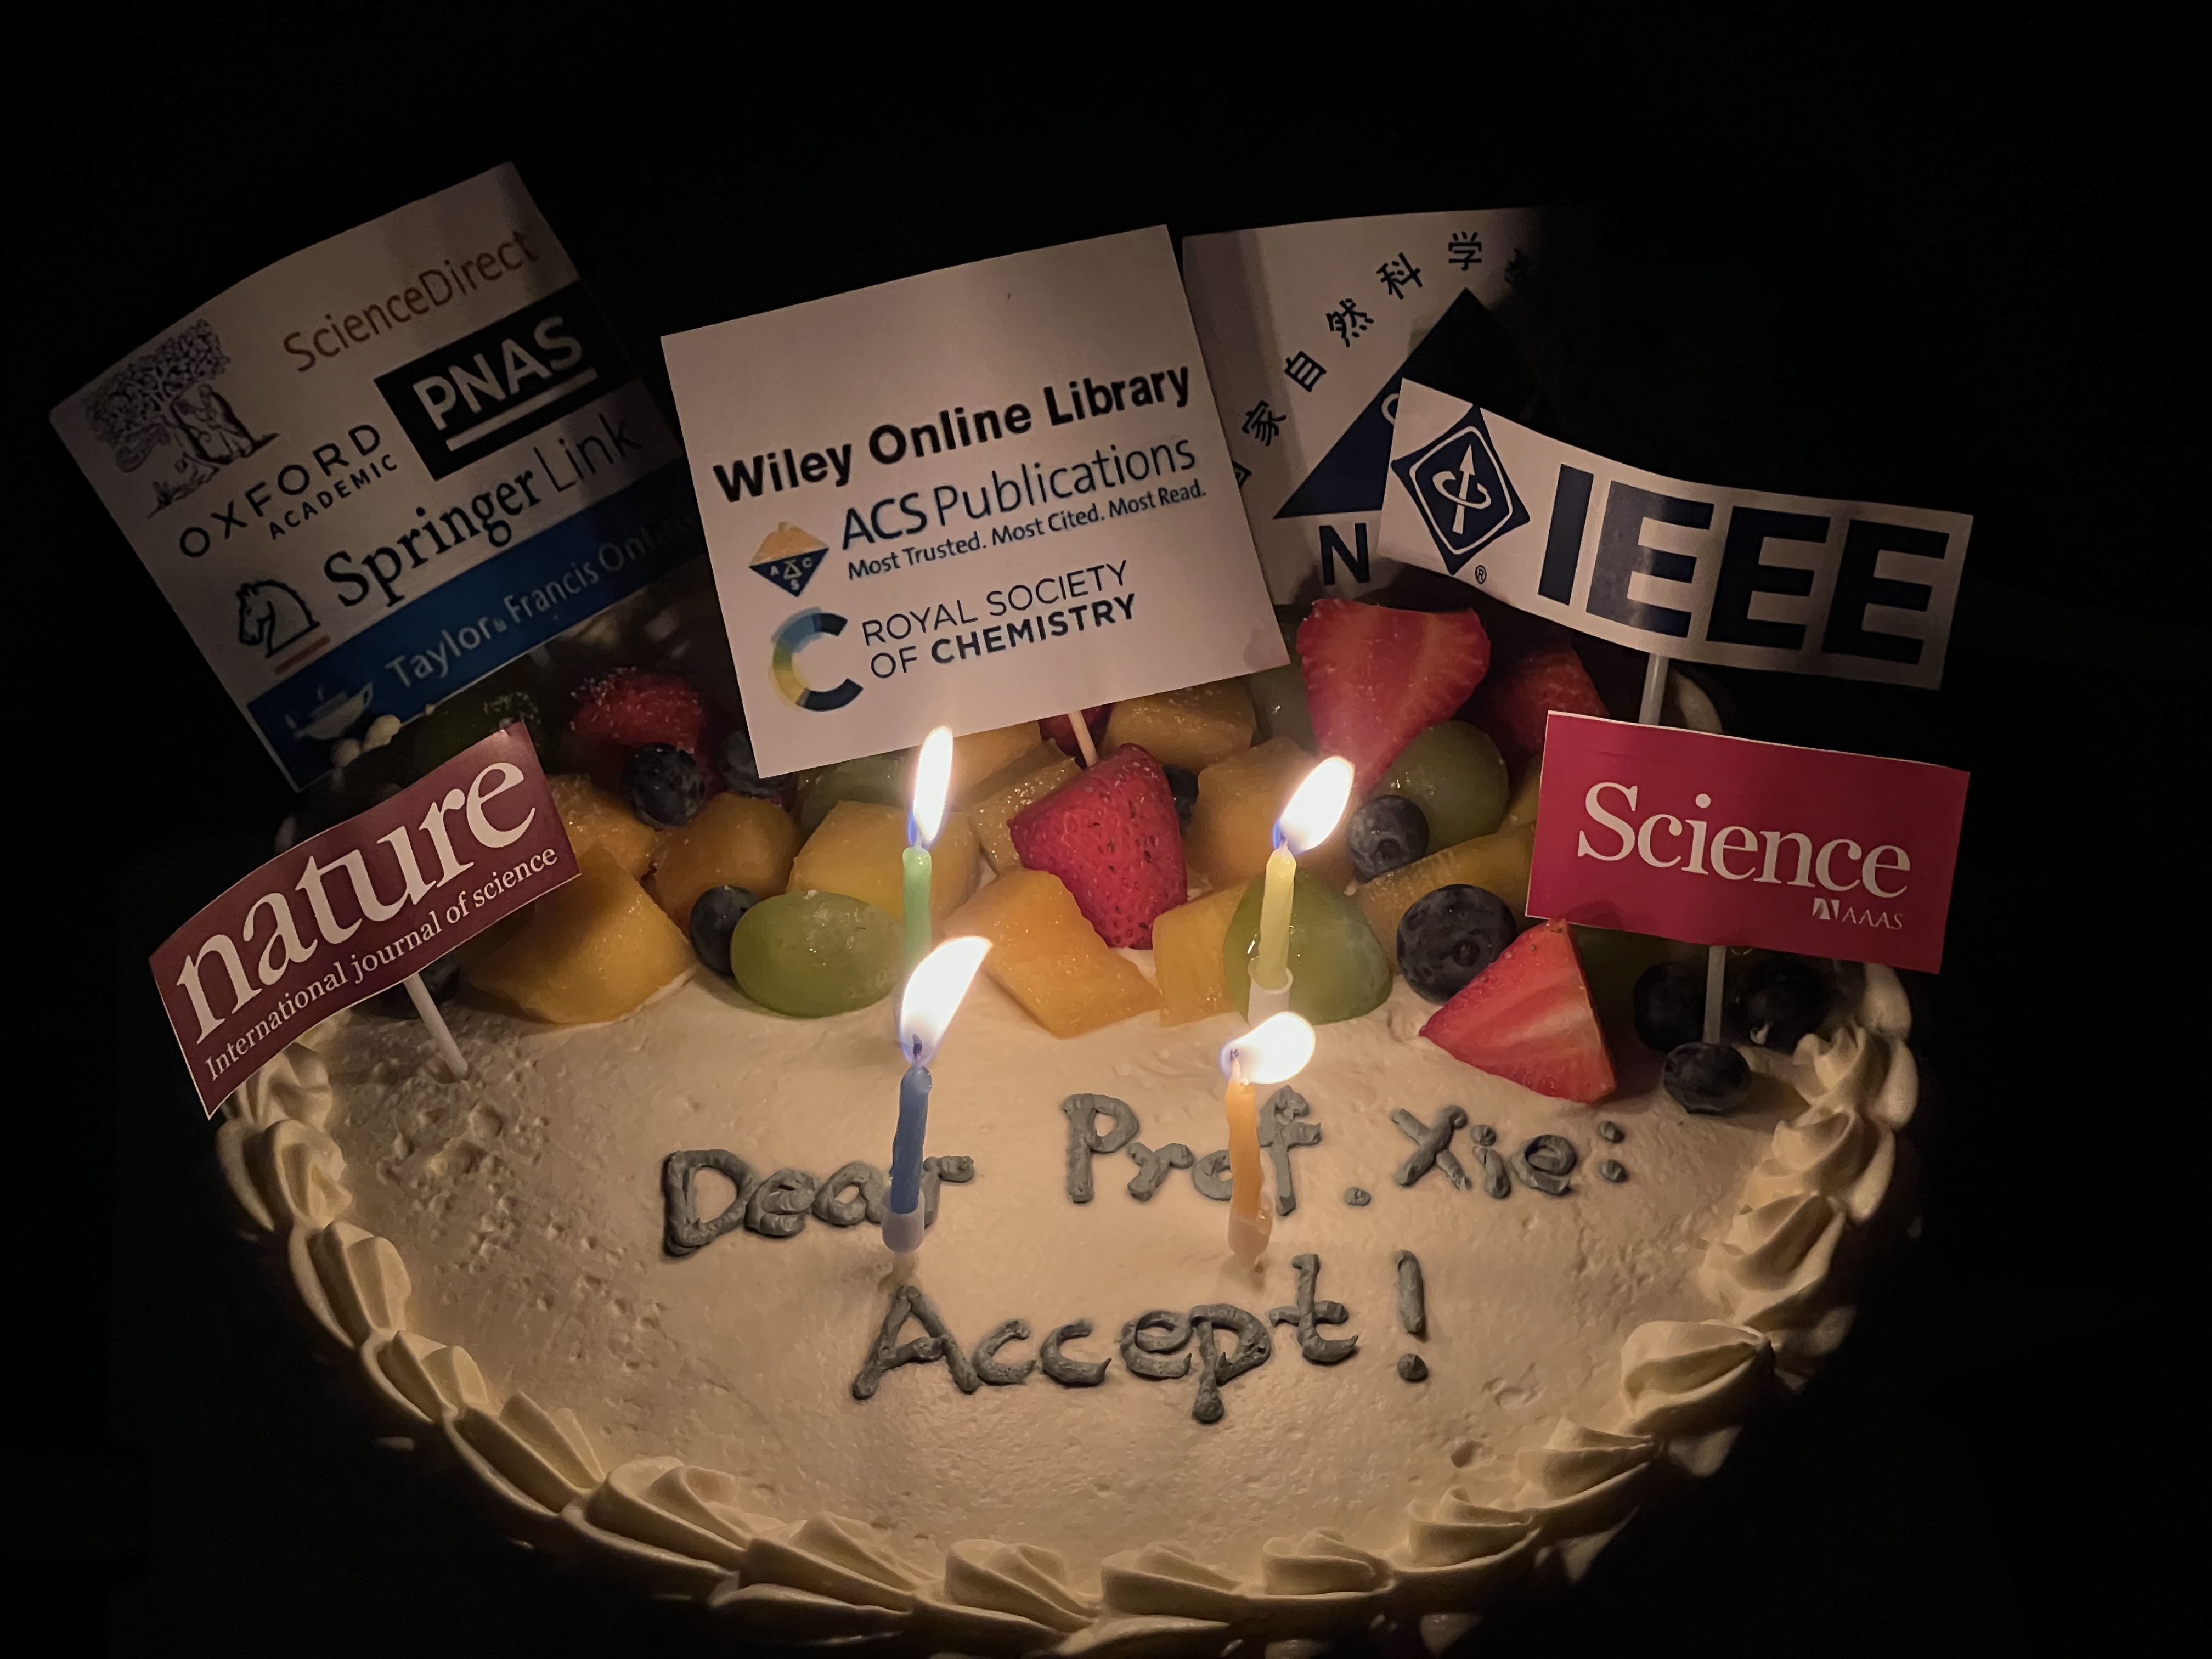 ScienceDirect
OXFORD
ACADEMIC
PNAS
Springer Link
Taylor & Francis
Wiley Online Library
ACS Publications
Most Trusted. Most Cited. Most Read.
A C S
ROYAL SOCIETY
OF CHEMISTRY
家自然科学
N
IEEE
®
nature
International journal of science
Science
AAAS
Dear Prof. Xie:
Accept!